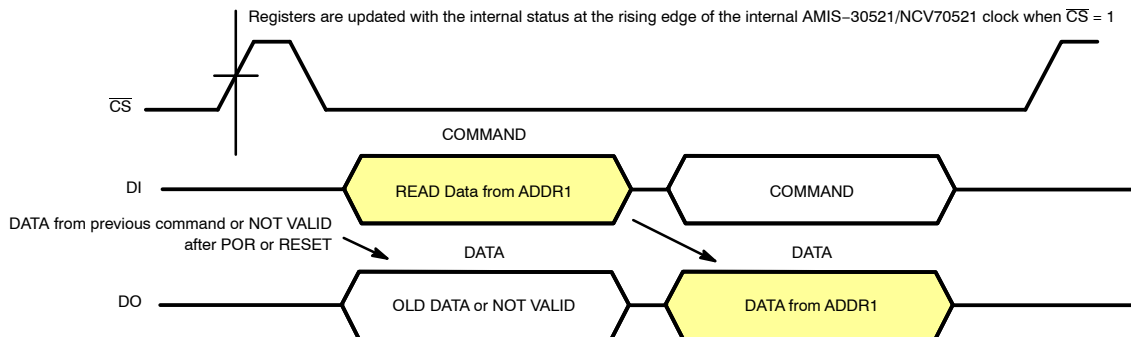 Registers are updated with the internal status at the rising edge of the internal AMIS−30521/NCV70521 clock when C̅S̅ = 1
C̅S̅
COMMAND
DI
READ Data from ADDR1
COMMAND
DATA from previous command or NOT VALID
after POR or RESET
DATA
DATA
DO
OLD DATA or NOT VALID
DATA from ADDR1